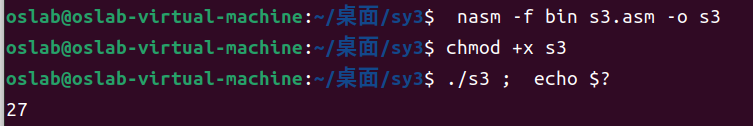 oslab@oslab-virtual-machine:~/桌面/sy3$  nasm -f bin s3.asm -o s3
oslab@oslab-virtual-machine:~/桌面/sy3$ chmod +x s3
oslab@oslab-virtual-machine:~/桌面/sy3$ ./s3 ;  echo $?
27